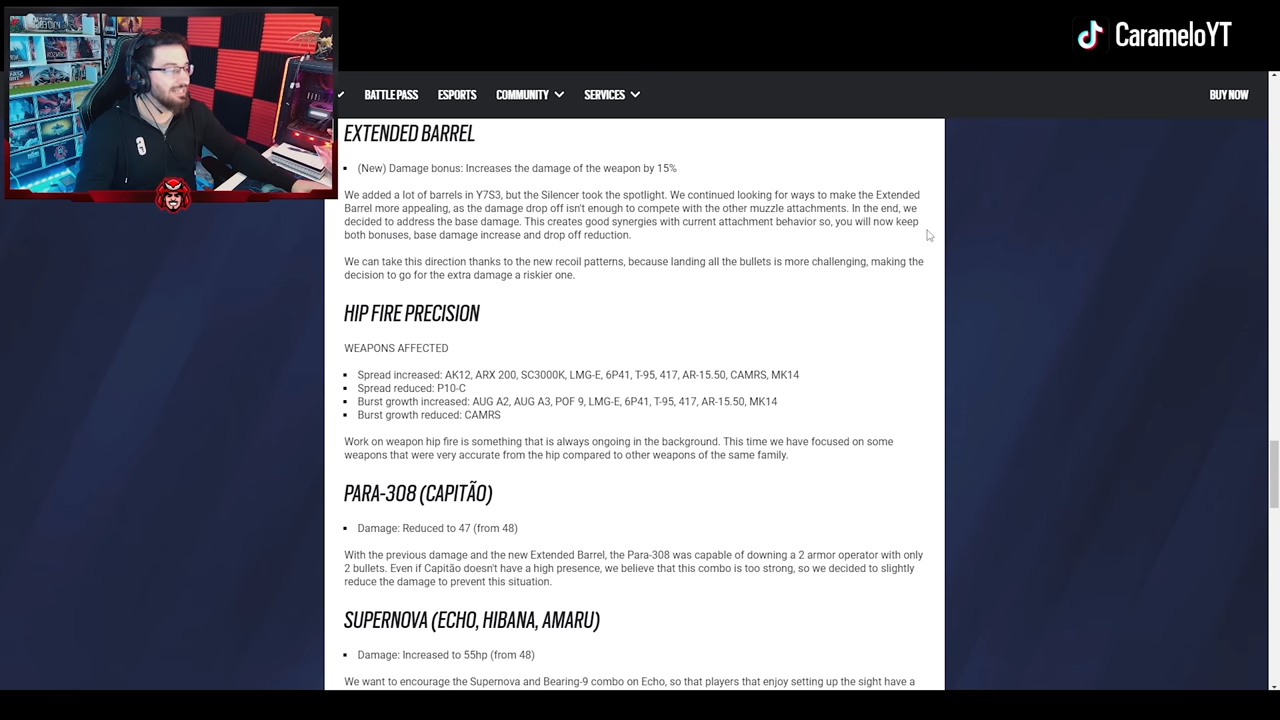 CarameloYT
BATTLE PASS
ESPORTS
COMMUNITY
SERVICES
BUY NOW
EXTENDED BARREL
▪ (New) Damage bonus: Increases the damage of the weapon by 15%
We added a lot of barrels in Y7S3, but the Silencer took the spotlight. We continued looking for ways to make the Extended
Barrel more appealing, as the damage drop off isn't enough to compete with the other muzzle attachments. In the end, we
decided to address the base damage. This creates good synergies with current attachment behavior so, you will now keep
both bonuses, base damage increase and drop off reduction.
We can take this direction thanks to the new recoil patterns, because landing all the bullets is more challenging, making the
decision to go for the extra damage a riskier one.
HIP FIRE PRECISION
WEAPONS AFFECTED
▪ Spread increased: AK12, ARX 200, SC3000K, LMG-E, 6P41, T-95, 417, AR-15.50, CAMRS, MK14
▪ Spread reduced: P10-C
▪ Burst growth increased: AUG A2, AUG A3, POF 9, LMG-E, 6P41, T-95, 417, AR-15.50, MK14
▪ Burst growth reduced: CAMRS
Work on weapon hip fire is something that is always ongoing in the background. This time we have focused on some
weapons that were very accurate from the hip compared to other weapons of the same family.
PARA-308 (CAPITÃO)
▪ Damage: Reduced to 47 (from 48)
With the previous damage and the new Extended Barrel, the Para-308 was capable of downing a 2 armor operator with only
2 bullets. Even if Capitão doesn't have a high presence, we believe that this combo is too strong, so we decided to slightly
reduce the damage to prevent this situation.
SUPERNOVA (ECHO, HIBANA, AMARU)
▪ Damage: Increased to 55hp (from 48)
We want to encourage the Supernova and Bearing-9 combo on Echo, so that players that enjoy setting up the sight have a